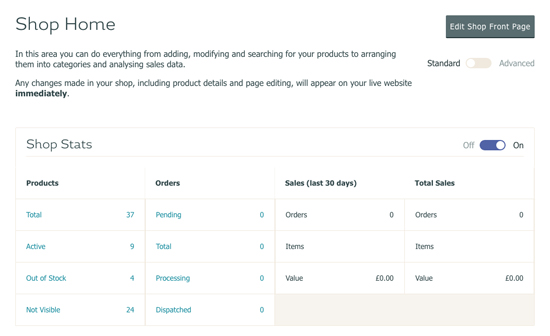 Shop Home
Edit Shop Front Page
In this area you can do everything from adding, modifying and searching for your products to arranging
them into categories and analysing sales data.
Standard Advanced
Any changes made in your shop, including product details and page editing, will appear on your live website
immediately.
Shop Stats Off On
Products Orders Sales (last 30 days) Total Sales
Total 37 Pending 0 Orders 0 Orders 0
Active 9 Total 0 Items Items
Out of Stock 4 Processing 0 Value £0.00 Value £0.00
Not Visible 24 Dispatched 0